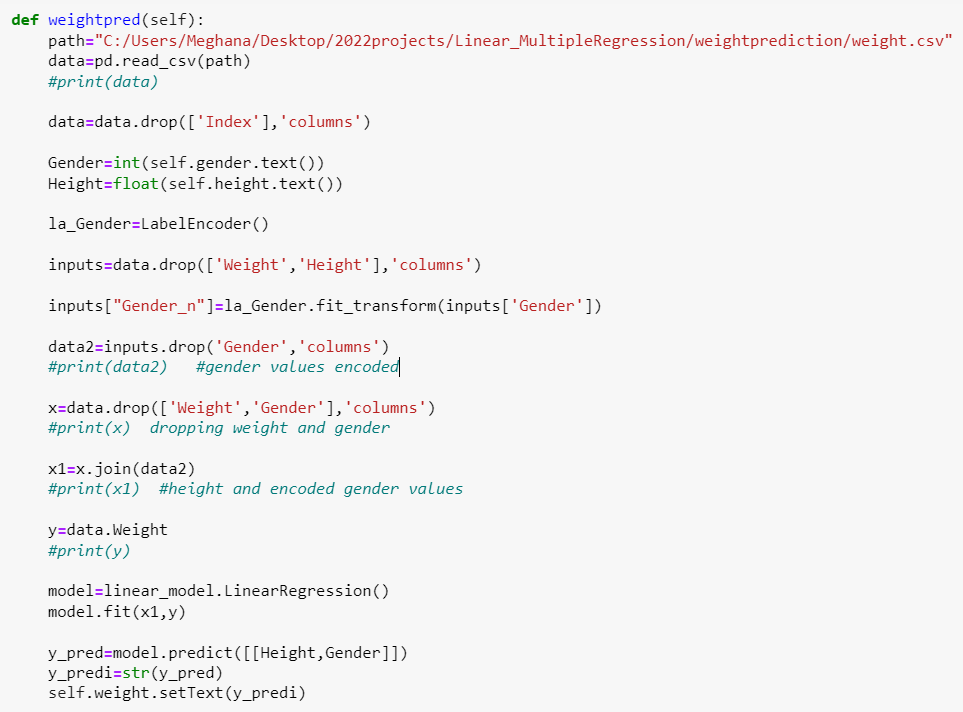 def weightpred(self):
    path="C:/Users/Meghana/Desktop/2022projects/Linear_MultipleRegression/weightprediction/weight.csv"
    data=pd.read_csv(path)
    #print(data)
    data=data.drop(['Index'],'columns')
    Gender=int(self.gender.text())
    Height=float(self.height.text())
    la_Gender=LabelEncoder()
    inputs=data.drop(['Weight','Height'],'columns')
    inputs["Gender_n"]=la_Gender.fit_transform(inputs['Gender'])
    data2=inputs.drop('Gender','columns')
    #print(data2)   #gender values encoded
    x=data.drop(['Weight','Gender'],'columns')
    #print(x)  dropping weight and gender
    x1=x.join(data2)
    #print(x1)  #height and encoded gender values
    y=data.Weight
    #print(y)
    model=linear_model.LinearRegression()
    model.fit(x1,y)
    y_pred=model.predict([[Height,Gender]])
    y_predi=str(y_pred)
    self.weight.setText(y_predi)